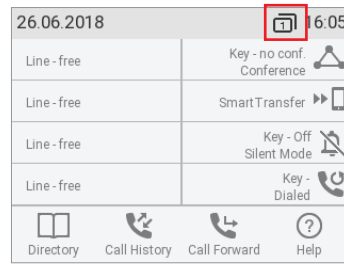 26.06.2018 1 16:05
Line - free
Key - no conf.
Conference
Line - free
SmartTransfer
Line - free
Key - Off
Silent Mode
Line - free
Key -
Dialed
Directory Call History Call Forward ? Help